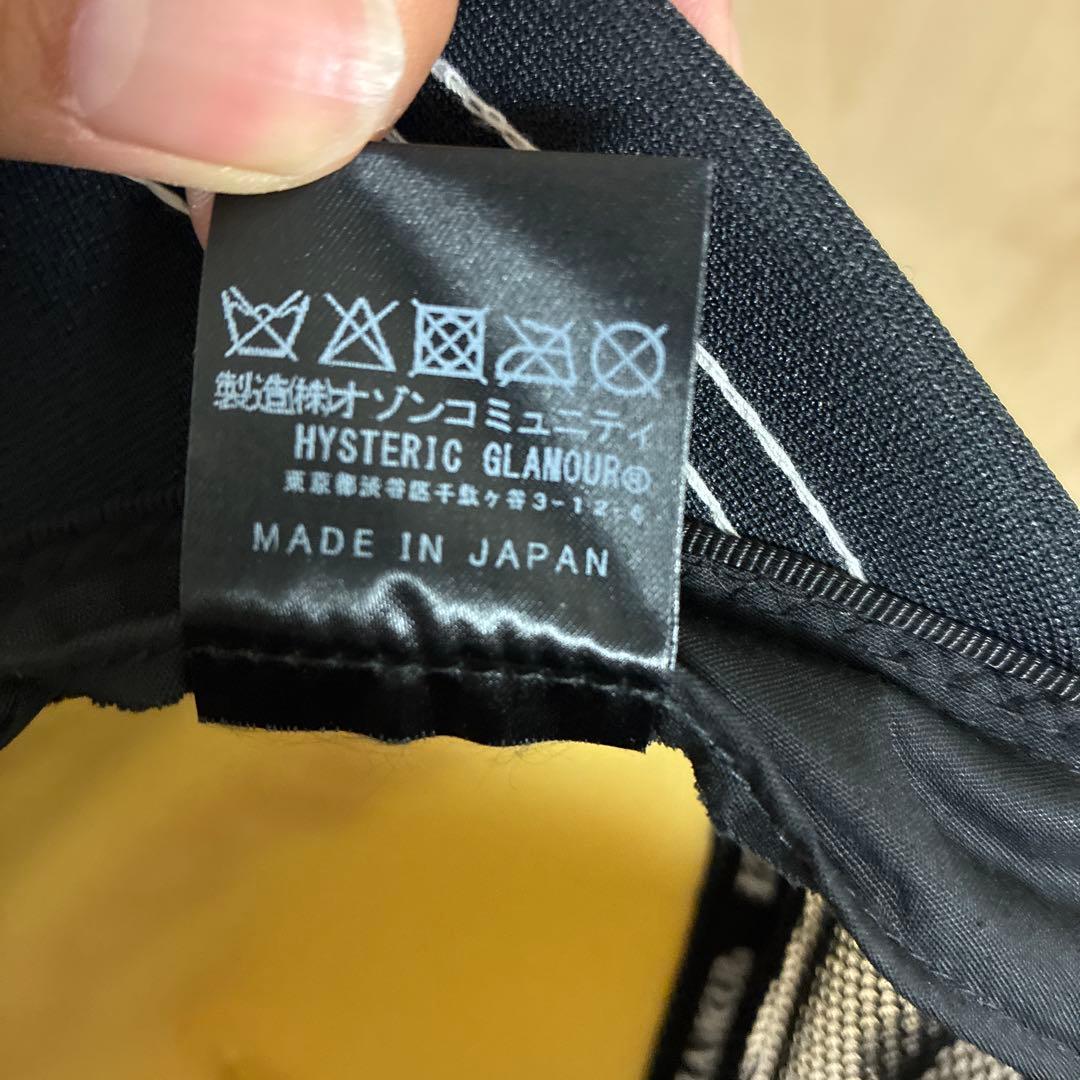 製造(株)オゾンコミュニティ
HYSTERIC GLAMOUR®
東京都渋谷区千駄ヶ谷3-12-6
MADE IN JAPAN